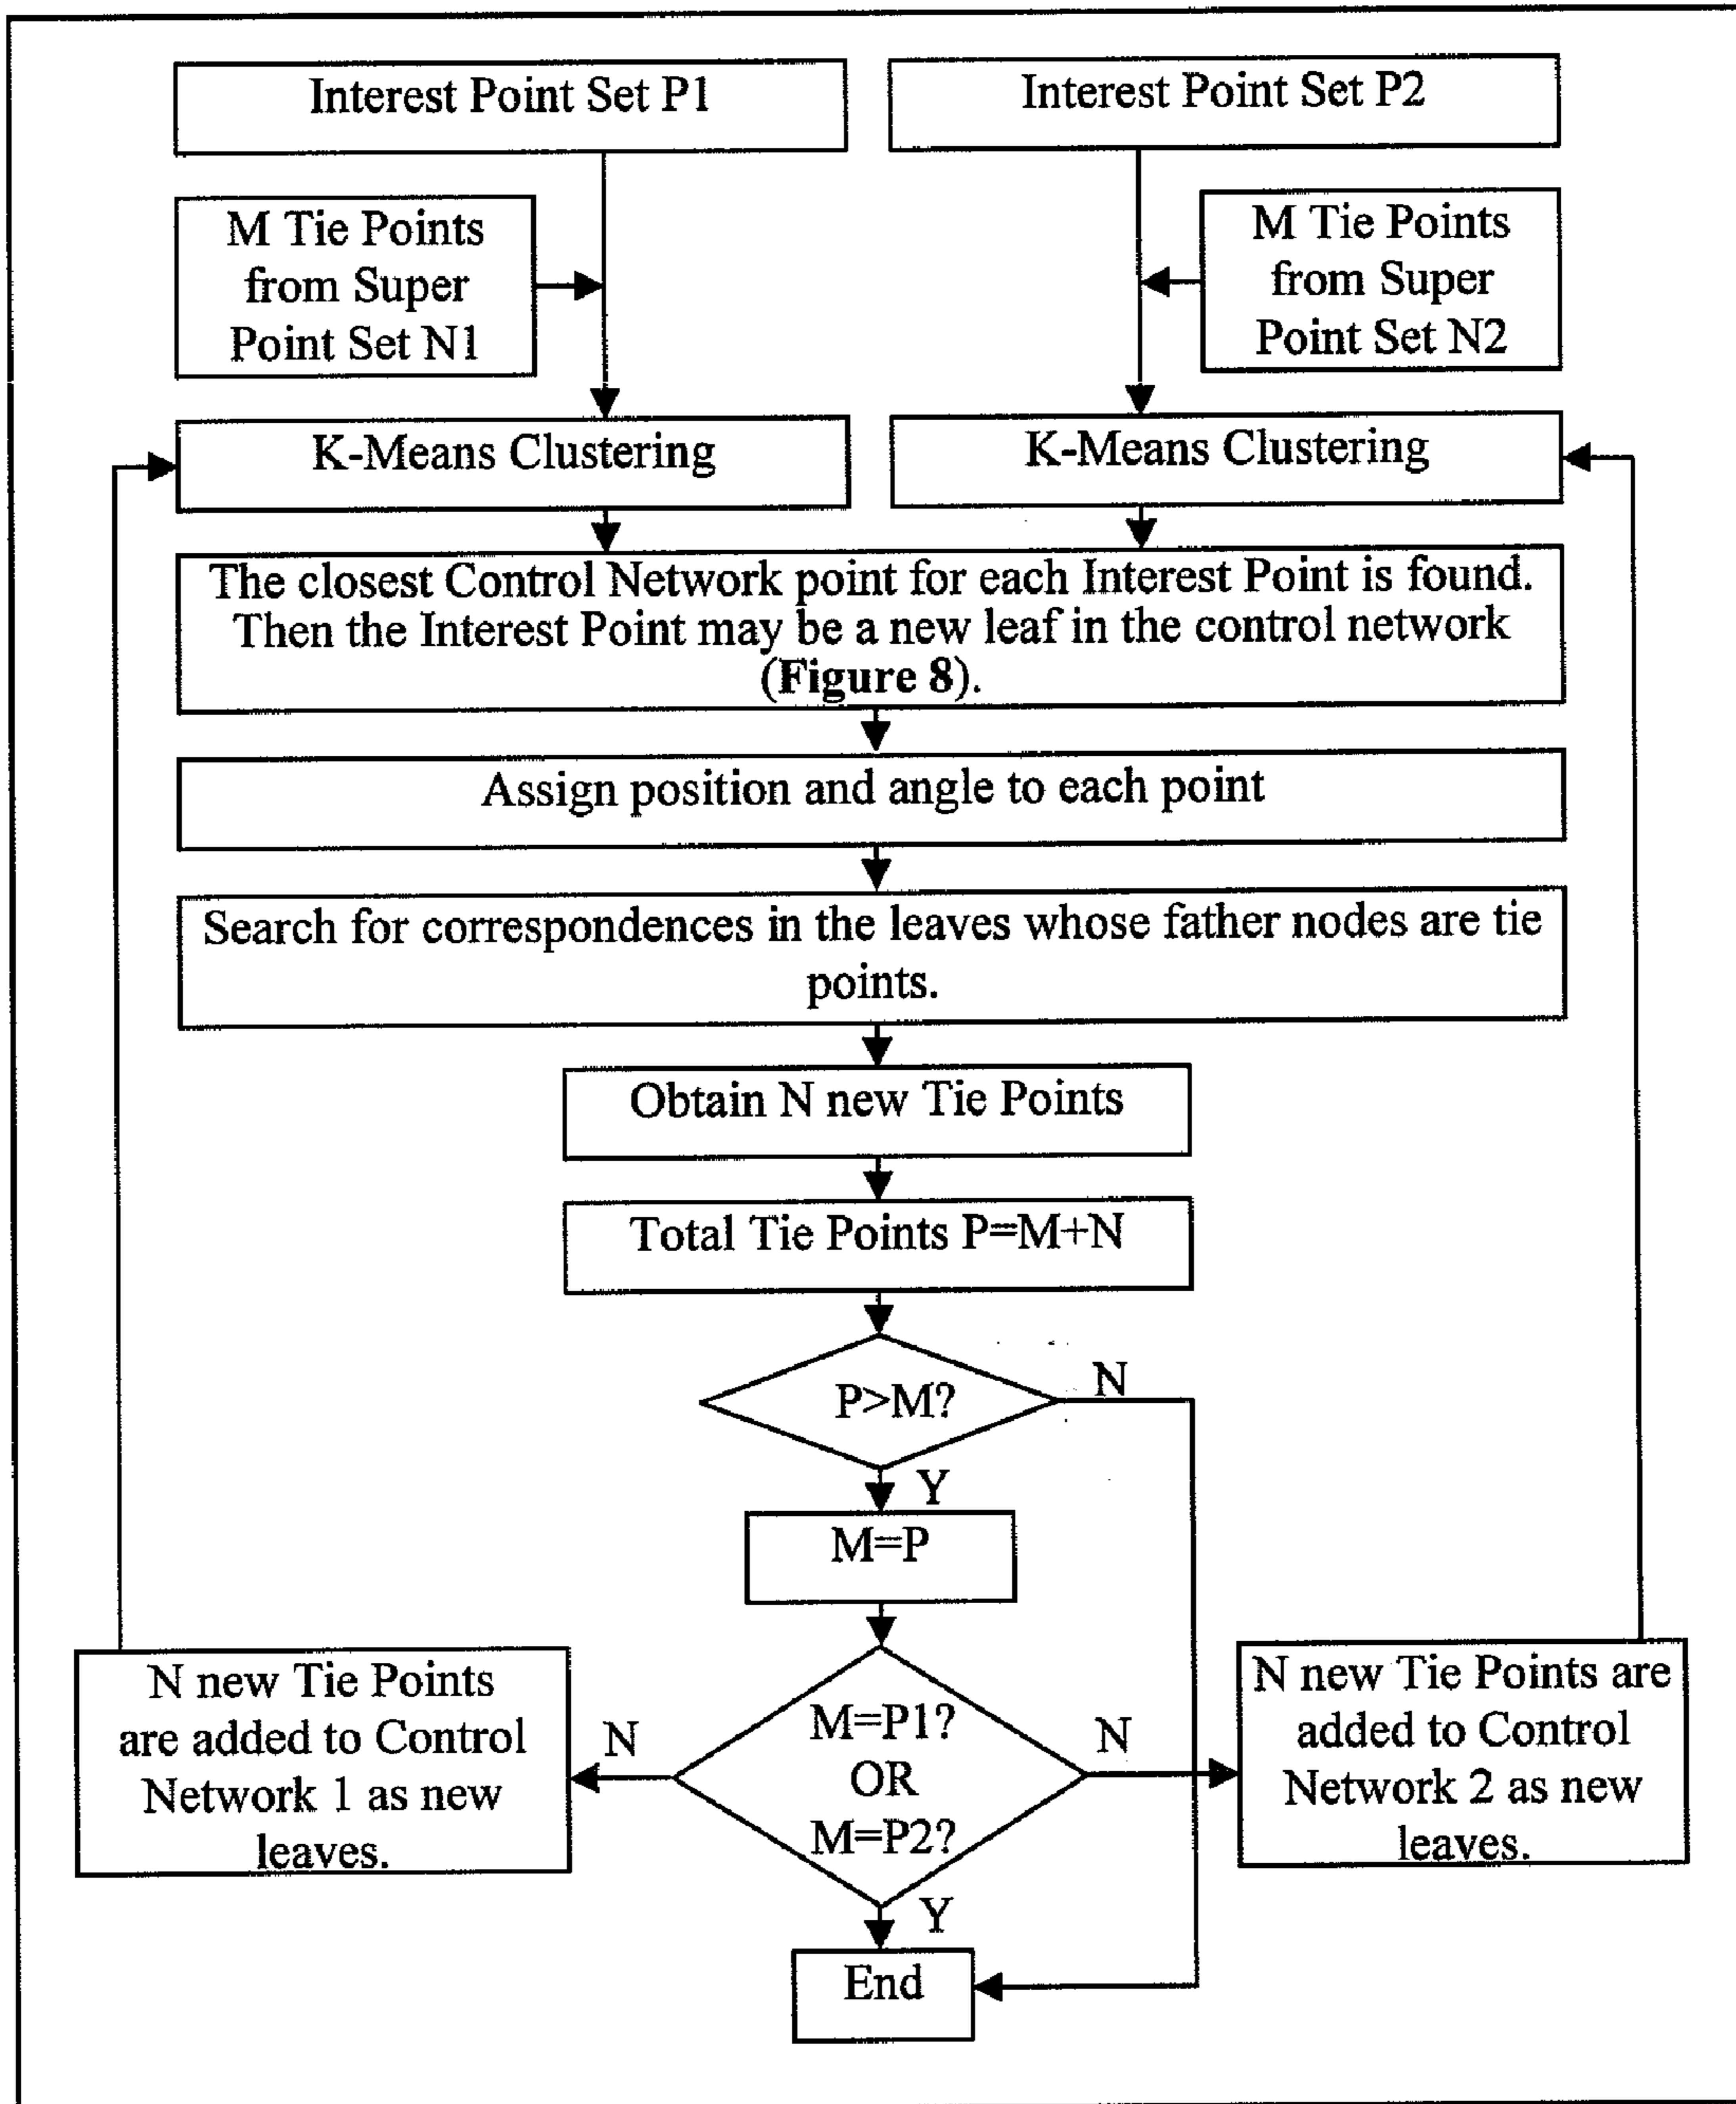 Interest Point Set P1
Interest Point Set P2
M Tie Points
from Super
Point Set N1
M Tie Points
from Super
Point Set N2
K-Means Clustering
K-Means Clustering
The closest Control Network point for each Interest Point is found.
Then the Interest Point may be a new leaf in the control network
(Figure 8).
Assign position and angle to each point
Search for correspondences in the leaves whose father nodes are tie
points.
Obtain N new Tie Points
Total Tie Points P=M+N
P>M?
N
Y
M=P
N new Tie Points
are added to Control
Network 1 as new
leaves.
N
M=P1?
OR
M=P2?
N
N new Tie Points are
added to Control
Network 2 as new
leaves.
Y
End